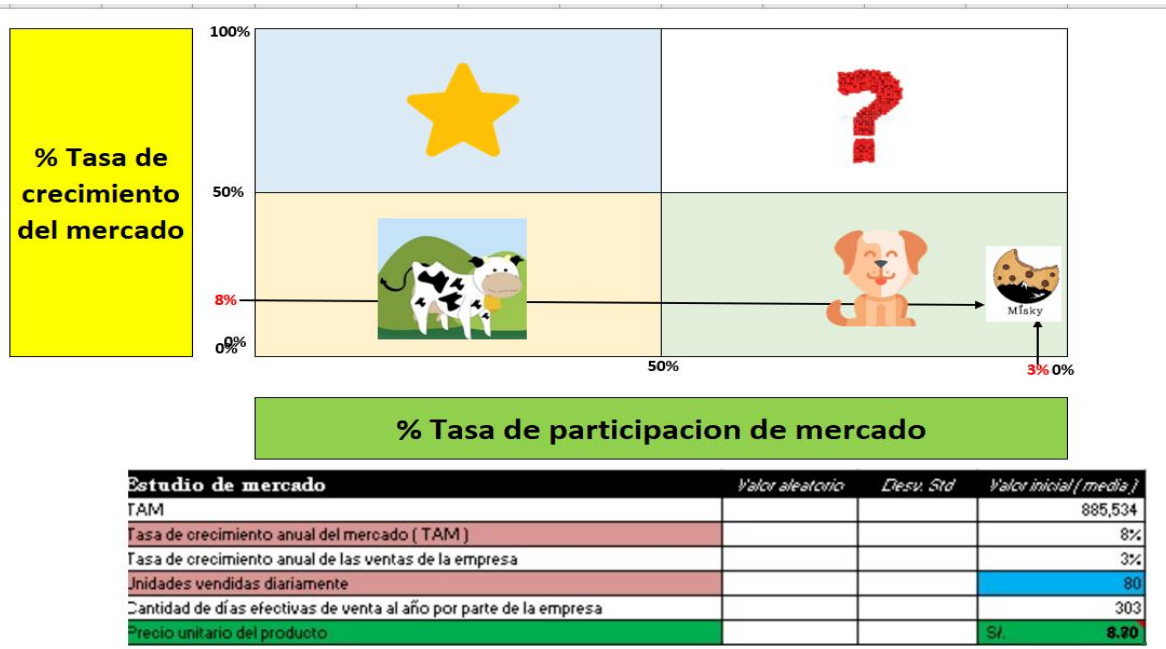 100%
% Tasa de
crecimiento
del mercado
50%
8%
0%
0%
Misky
50%
3% 0%
% Tasa de participacion de mercado
Estudio de mercado Valor aleatorio Desv. Std Valor inicial ( media )
TAM 885,534
Tasa de crecimiento anual del mercado ( TAM ) 8%
Tasa de crecimiento anual de las ventas de la empresa 3%
Unidades vendidas diariamente 80
Cantidad de días efectivas de venta al año por parte de la empresa 303
Precio unitario del producto S/.